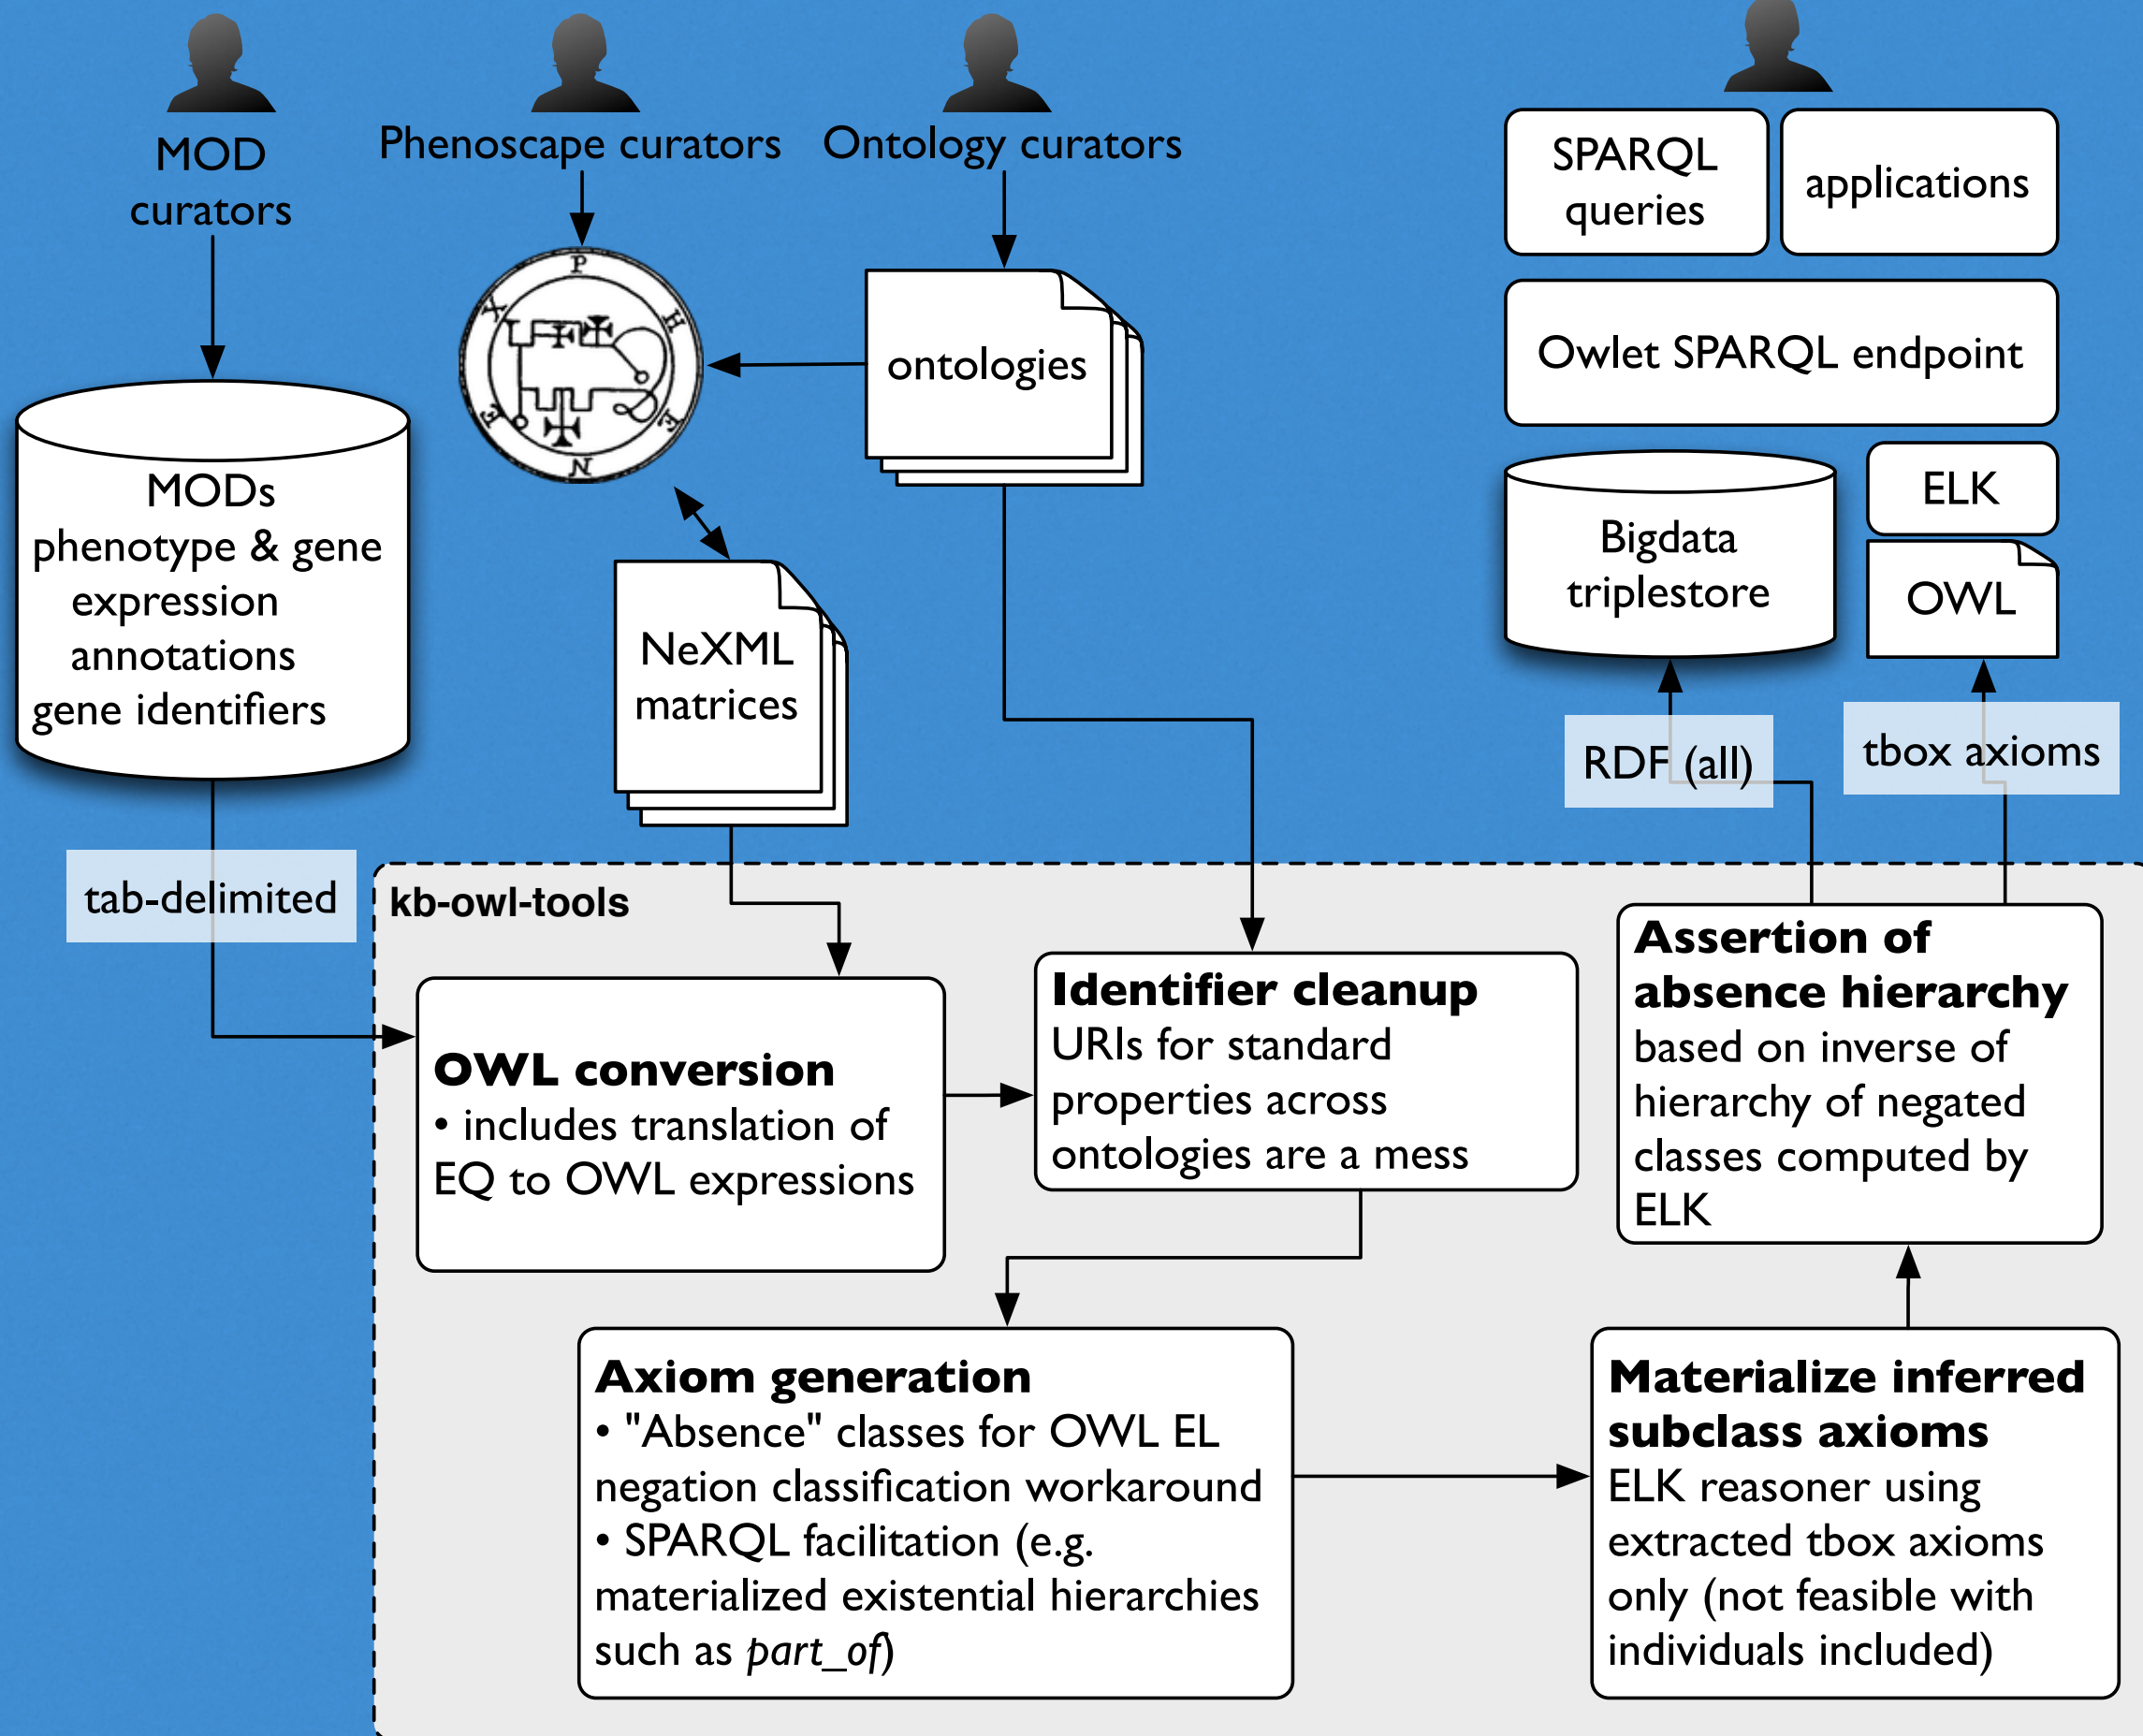 MOD
curators
Phenoscape curators
Ontology curators
SPARQL
queries
applications
Owlet SPARQL endpoint
ELK
OWL
Bigdata
triplestore
P
H
E
N
E
X
ontologies
MODs
phenotype & gene
expression
annotations
gene identifiers
NeXML
matrices
RDF (all)
tbox axioms
tab-delimited
kb-owl-tools
OWL conversion
• includes translation of
EQ to OWL expressions
Identifier cleanup
URIs for standard
properties across
ontologies are a mess
Assertion of
absence hierarchy
based on inverse of
hierarchy of negated
classes computed by
ELK
Axiom generation
• "Absence" classes for OWL EL
negation classification workaround
• SPARQL facilitation (e.g.
materialized existential hierarchies
such as part_of)
Materialize inferred
subclass axioms
ELK reasoner using
extracted tbox axioms
only (not feasible with
individuals included)